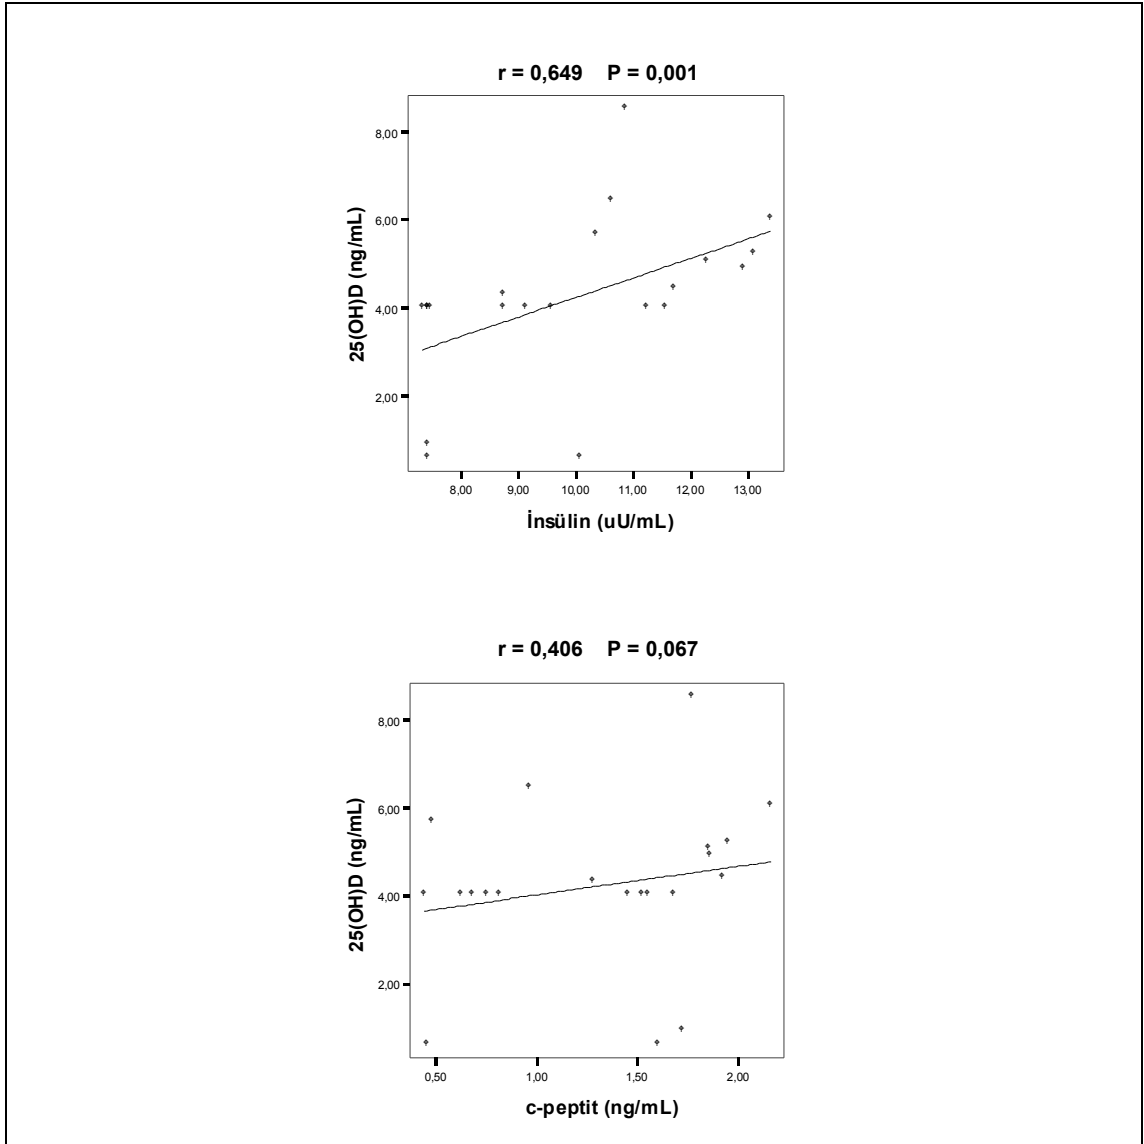 r = 0,649 P = 0,001
8,00
6,00
4,00
2,00
25(OH)D (ng/mL)
8,00 9,00 10,00 11,00 12,00 13,00
İnsülin (uU/mL)
r = 0,406 P = 0,067
8,00
6,00
4,00
2,00
25(OH)D (ng/mL)
0,50 1,00 1,50 2,00
c-peptit (ng/mL)